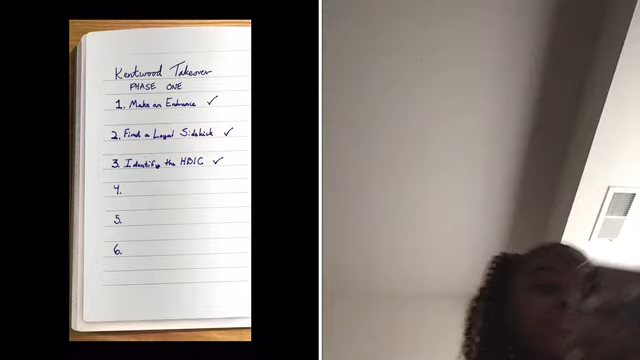 Kentwood Takeover
PHASE ONE
1. Make an Entrance ✓
2. Find a Loyal Sidekick ✓
3. Identify the HBIC ✓
4.
5.
6.